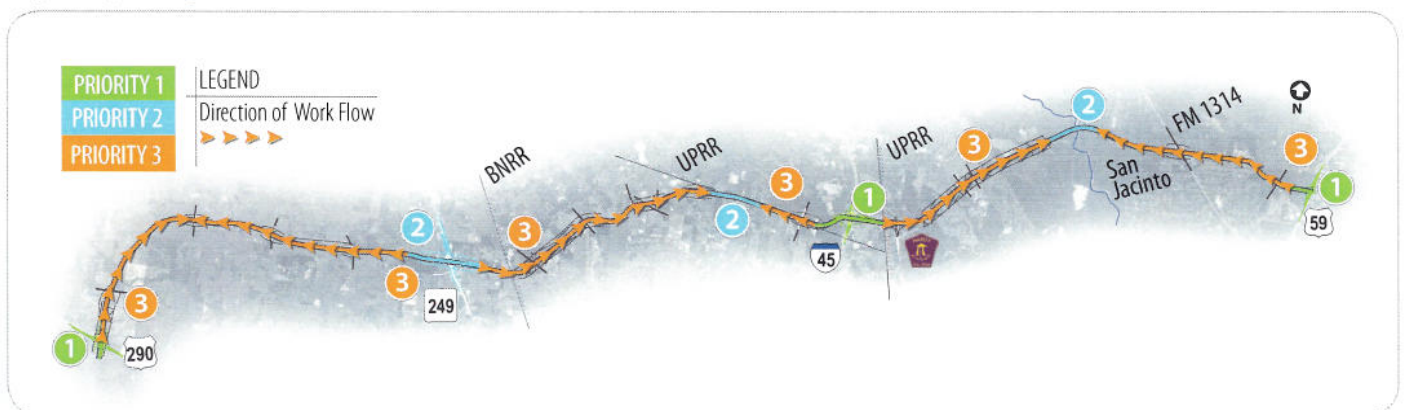 PRIORITY 1
PRIORITY 2
PRIORITY 3
LEGEND
Direction of Work Flow
N
1
290
3
3
2
249
BNRR
3
UPRR
2
3
45
1
UPRR
3
2
San
Jacinto
FM 1314
3
1
59